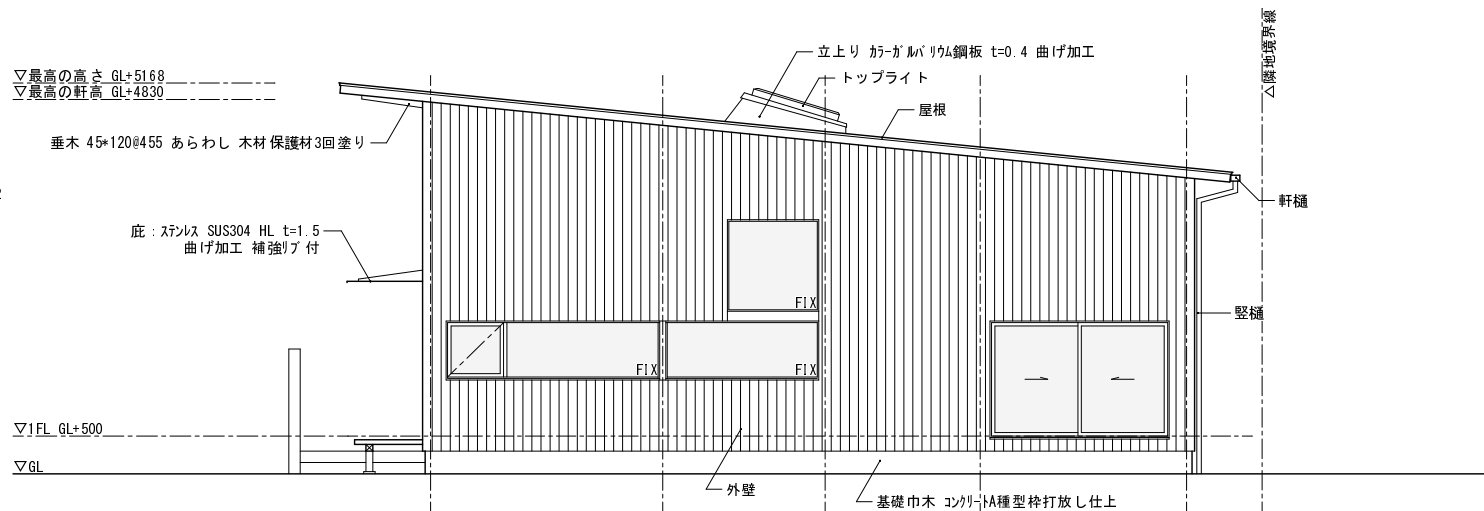 立上り カラーガルバリウム鋼板 t=0.4 曲げ加工
トップライト
屋根
△隣地境界線
▽最高の高さ GL+5168
▽最高の軒高 GL+4830
垂木 45*120@455 あらわし 木材保護材3回塗り
軒樋
庇：ステンレス SUS304 HL t=1.5
曲げ加工 補強リブ付
FIX
竪樋
FIX
FIX
▽1FL GL+500
▽GL
外壁
基礎巾木 コンクリートA種型枠打放し仕上